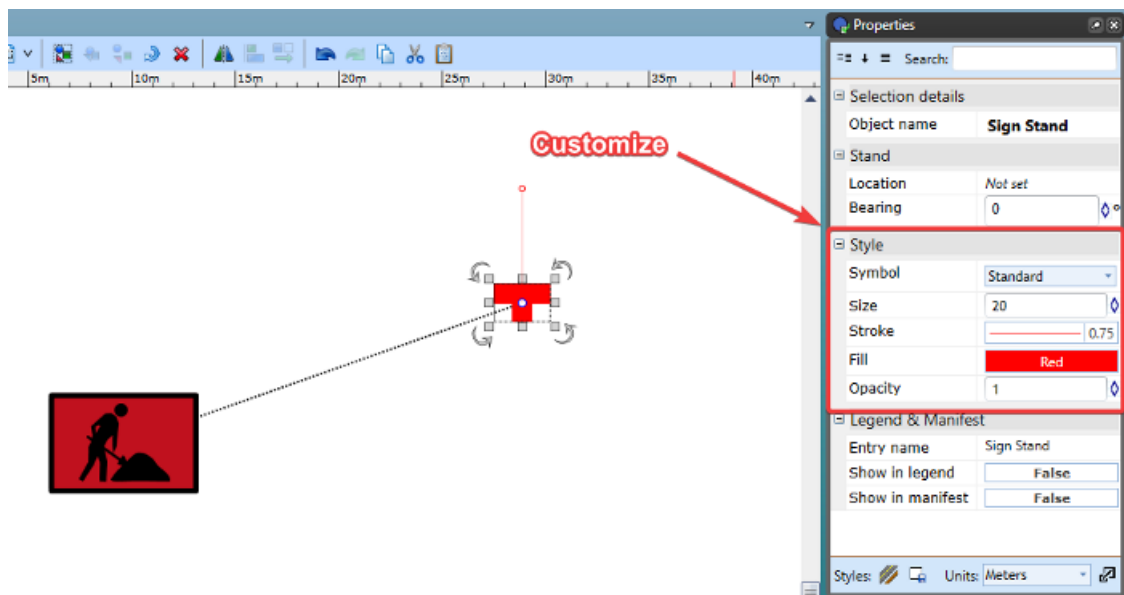 Properties
Search:
5m 10m 15m 20m 25m 30m 35m 40m
Selection details
Object name Sign Stand
Customize
Stand
Location Not set
Bearing 0 °
Style
Symbol Standard
Size 20
Stroke 0.75
Fill Red
Opacity 1
Legend & Manifest
Entry name Sign Stand
Show in legend False
Show in manifest False
Styles: Units: Meters